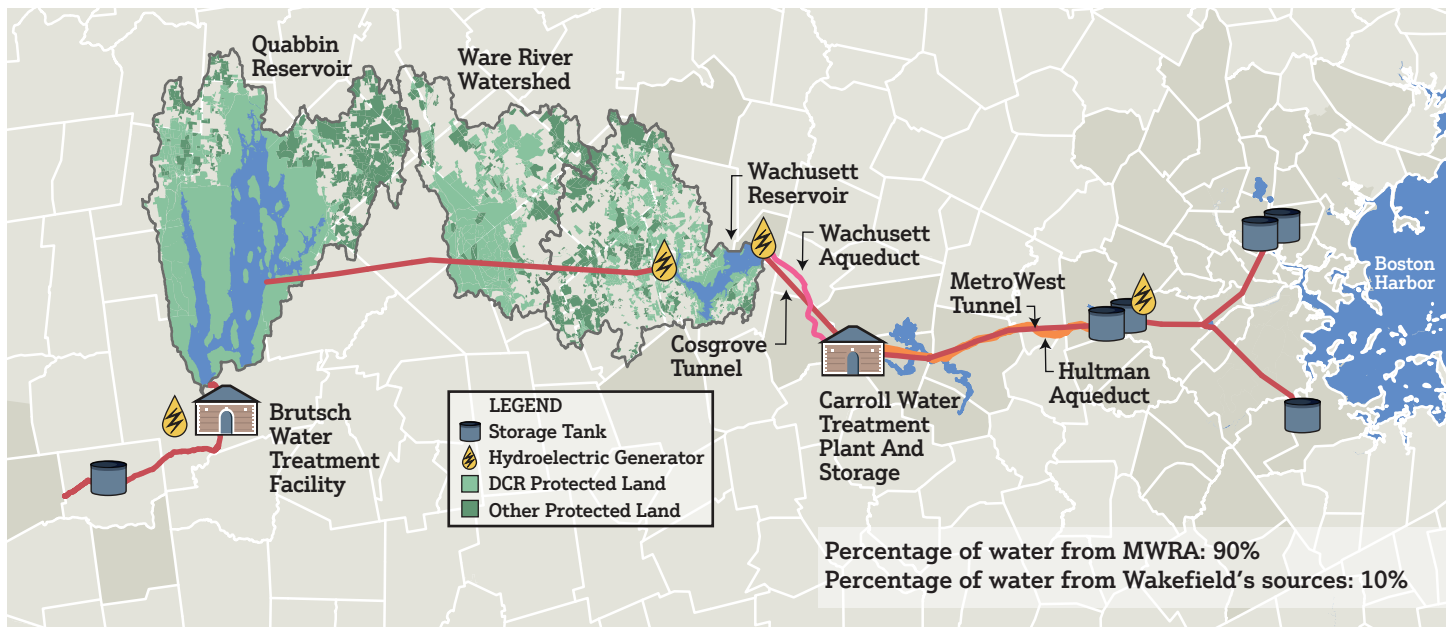 Quabbin
Reservoir
Ware River
Watershed
Wachusett
Reservoir
Wachusett
Aqueduct
MetroWest
Tunnel
Boston
Harbor
Cosgrove
Tunnel
Hultman
Aqueduct
Carroll Water
Treatment
Plant And
Storage
Brutsch
Water
Treatment
Facility
LEGEND
Storage Tank
Hydroelectric Generator
DCR Protected Land
Other Protected Land
Percentage of water from MWRA: 90%
Percentage of water from Wakefield’s sources: 10%